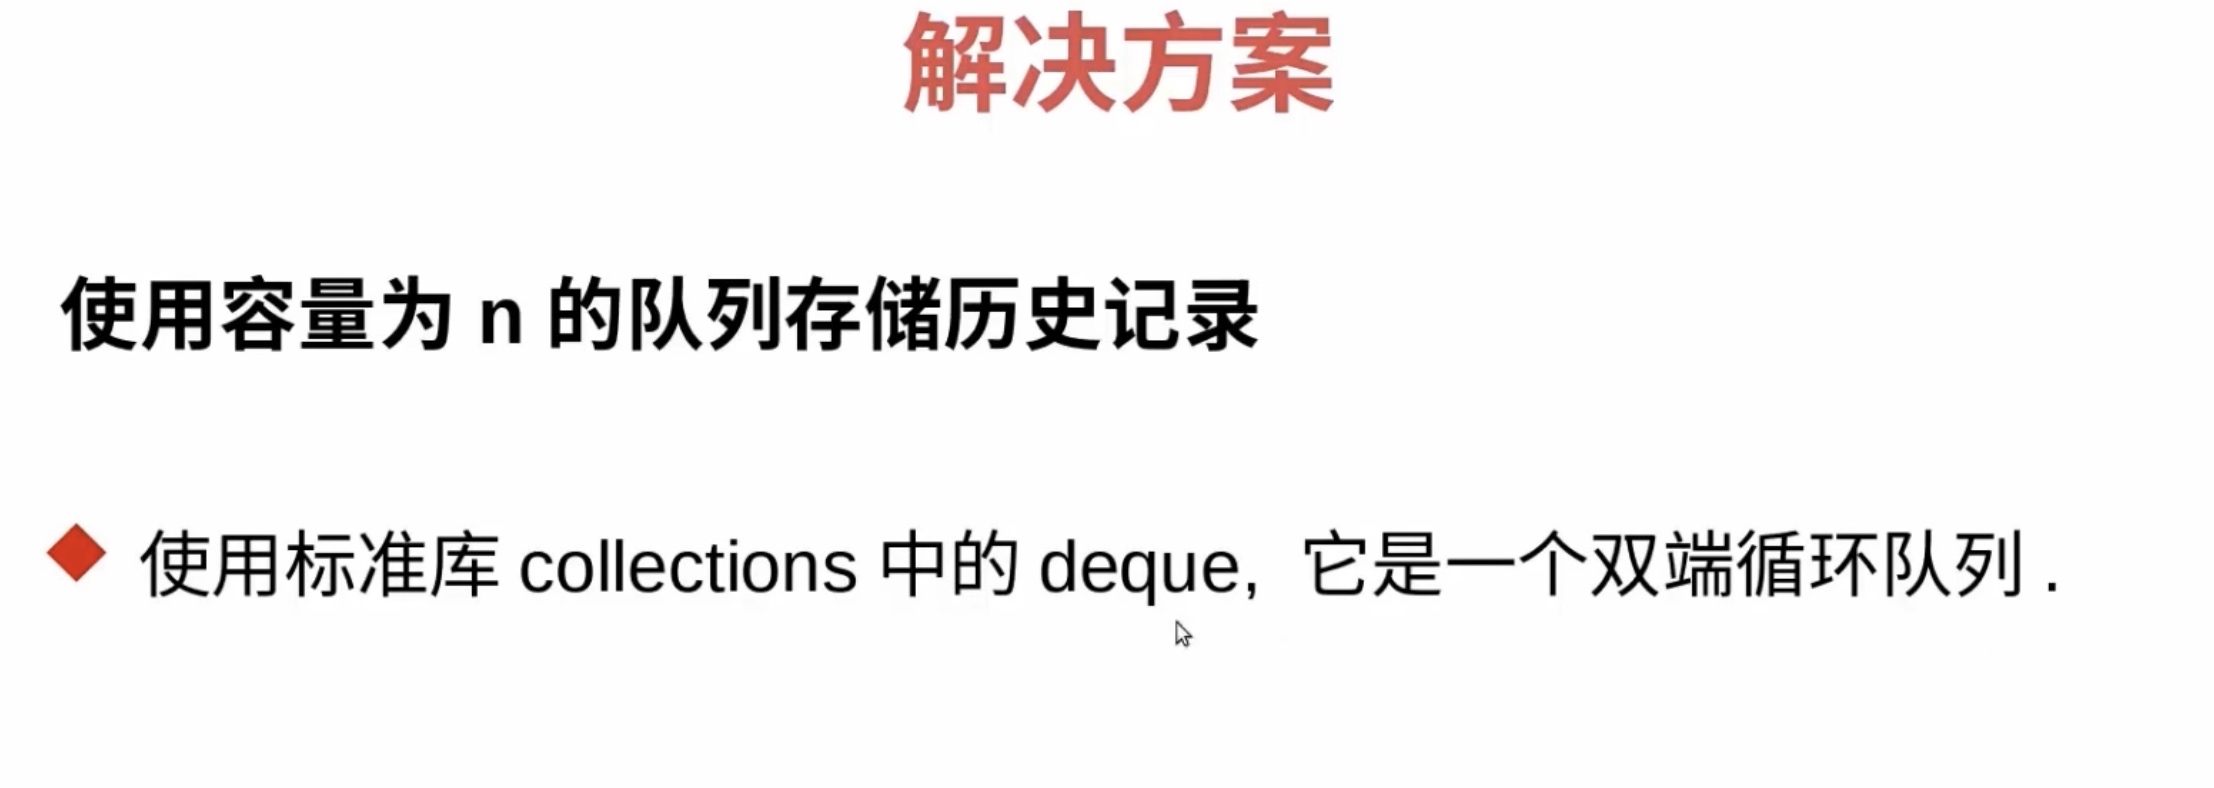 解决方案
使用容量为 n 的队列存储历史记录
使用标准库 collections 中的 deque, 它是一个双端循环队列 .